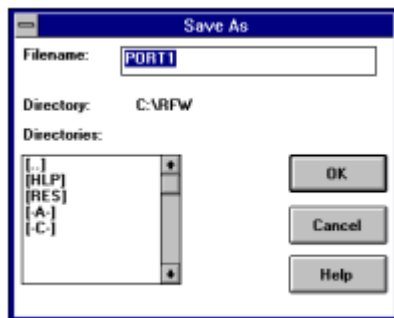 Save As
Filename: PORT1
Directory: C:\RFW
Directories:
[..]
[HLP]
[RES]
[-A-]
[-C-]
OK
Cancel
Help